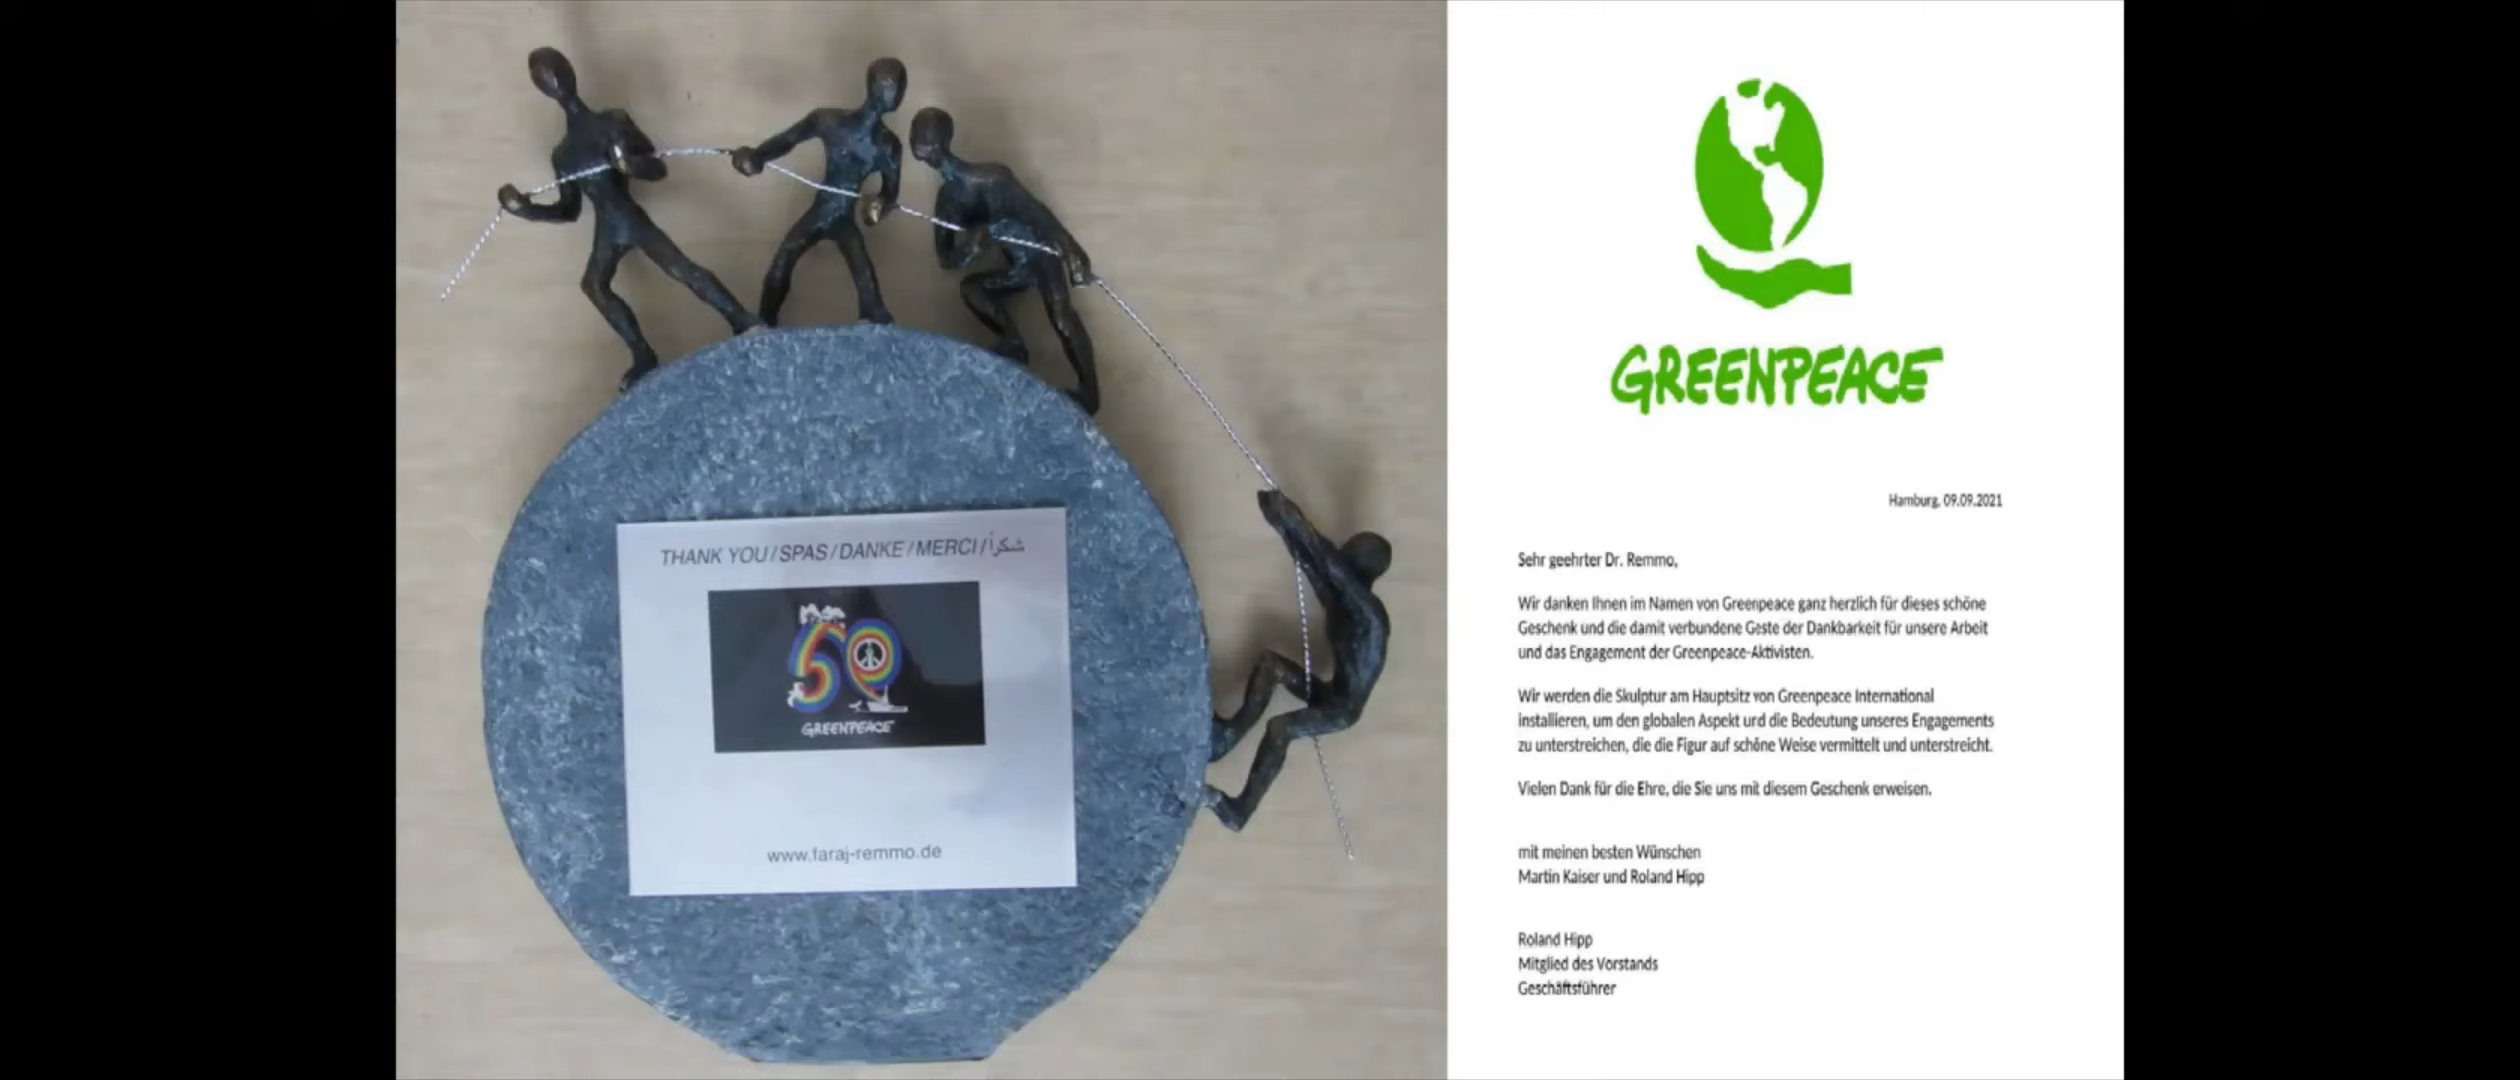 THANK YOU/SPAS/DANKE/MERCI/شكراً
50
GREENPEACE
www.faraj-remmo.de
GREENPEACE
Hamburg, 09.09.2021
Sehr geehrter Dr. Remmo,
Wir danken Ihnen im Namen von Greenpeace ganz herzlich für dieses schöne
Geschenk und die damit verbundene Geste der Dankbarkeit für unsere Arbeit
und das Engagement der Greenpeace-Aktivisten.
Wir werden die Skulptur am Hauptsitz von Greenpeace International
installieren, um den globalen Aspekt und die Bedeutung unseres Engagements
zu unterstreichen, die die Figur auf schöne Weise vermittelt und unterstreicht.
Vielen Dank für die Ehre, die Sie uns mit diesem Geschenk erweisen.
mit meinen besten Wünschen
Martin Kaiser und Roland Hipp
Roland Hipp
Mitglied des Vorstands
Geschäftsführer